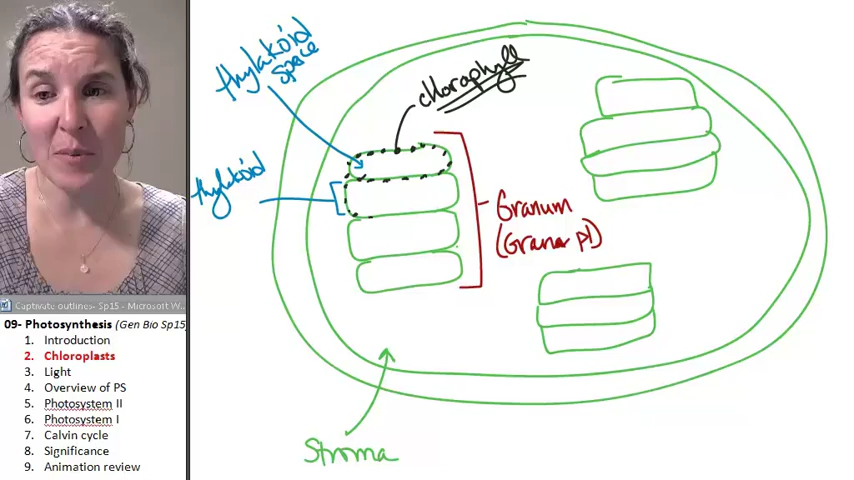 thylakoid
space
chlorophyll
thylakoid
Granum
(Grana pl)
Stroma
Captivate outlines- Sp15 - Microsoft W...
09- Photosynthesis (Gen Bio Sp15)
1. Introduction
2. Chloroplasts
3. Light
4. Overview of PS
5. Photosystem II
6. Photosystem I
7. Calvin cycle
8. Significance
9. Animation review